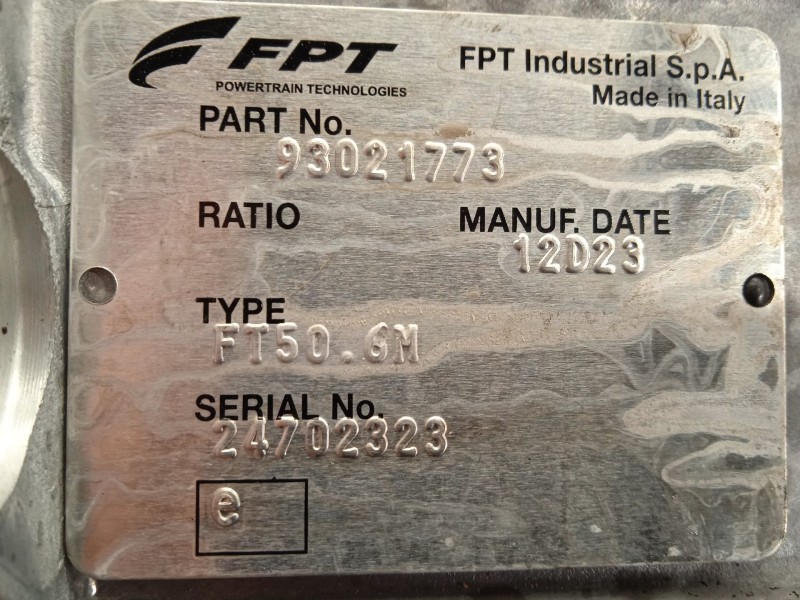 FPT
POWERTRAIN TECHNOLOGIES
FPT Industrial S.p.A.
Made in Italy
PART No.
93021773
RATIO
MANUF. DATE
12D23
TYPE
FT50.6M
SERIAL No.
24702323
e